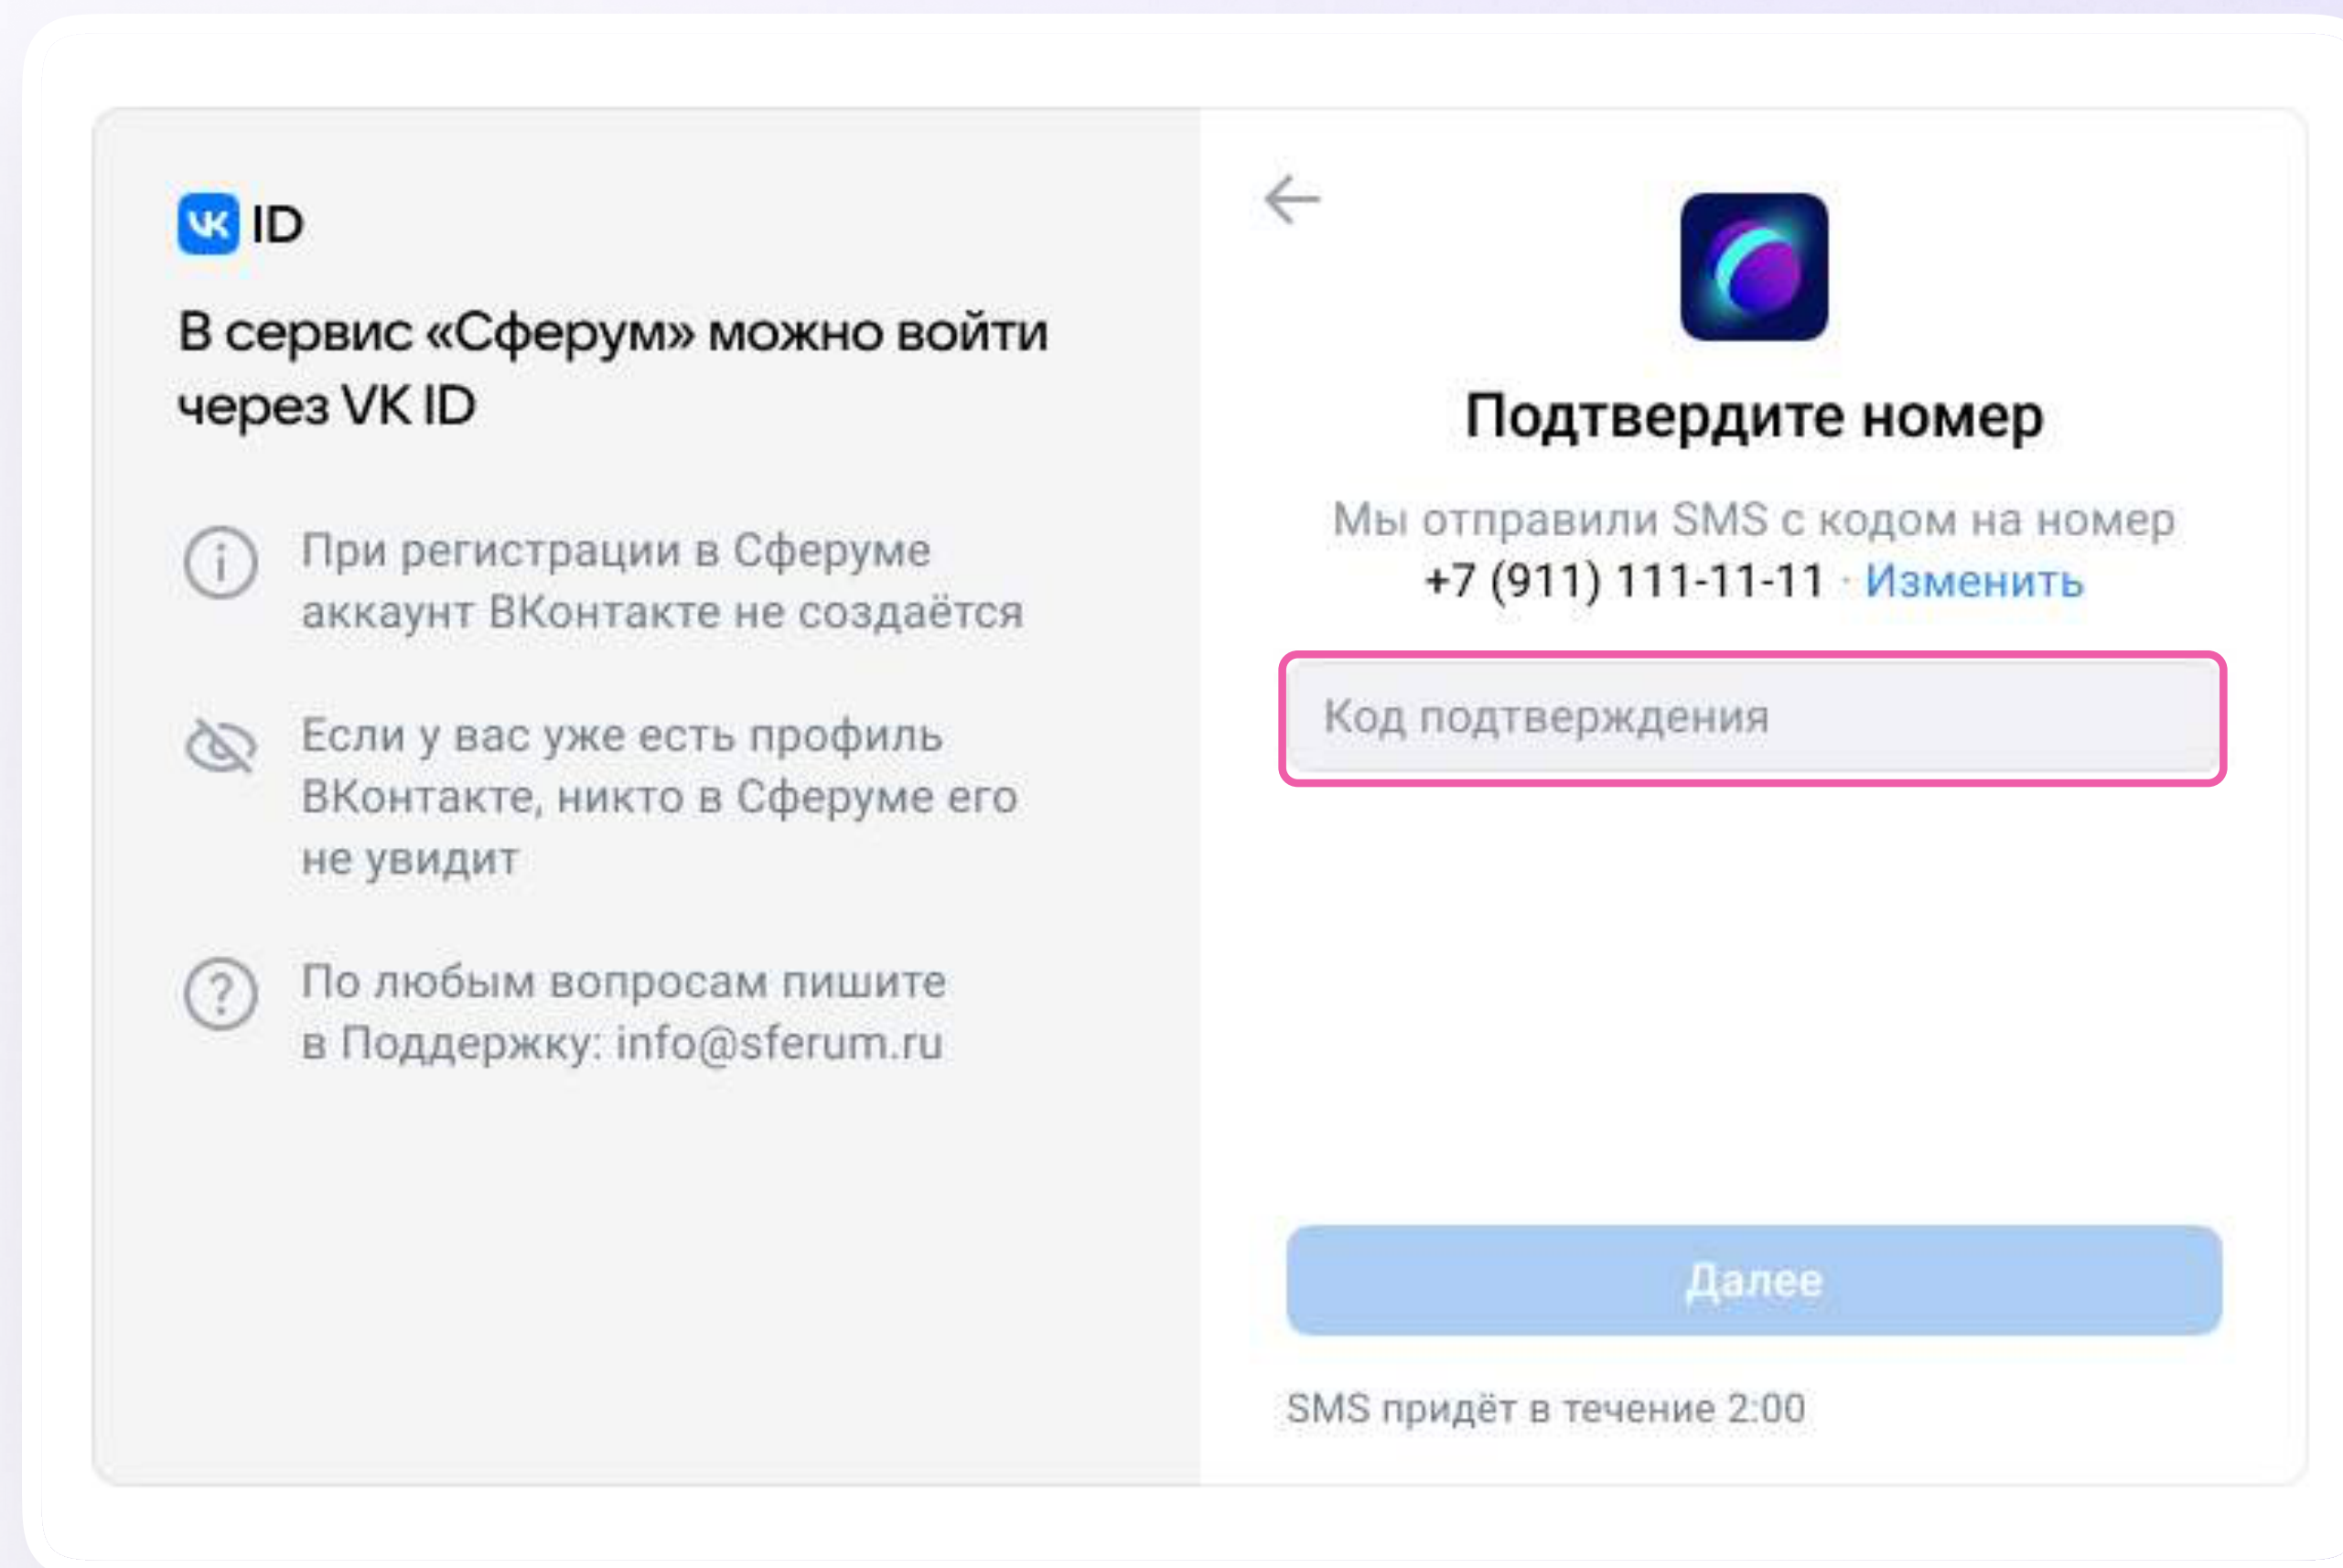 VK ID
В сервис «Сферум» можно войти
через VK ID
При регистрации в Сферуме
аккаунт ВКонтакте не создаётся
Если у вас уже есть профиль
ВКонтакте, никто в Сферуме его
не увидит
По любым вопросам пишите
в Поддержку: info@sferum.ru
Подтвердите номер
Мы отправили SMS с кодом на номер
+7 (911) 111-11-11 · Изменить
Код подтверждения
Далее
SMS придёт в течение 2:00